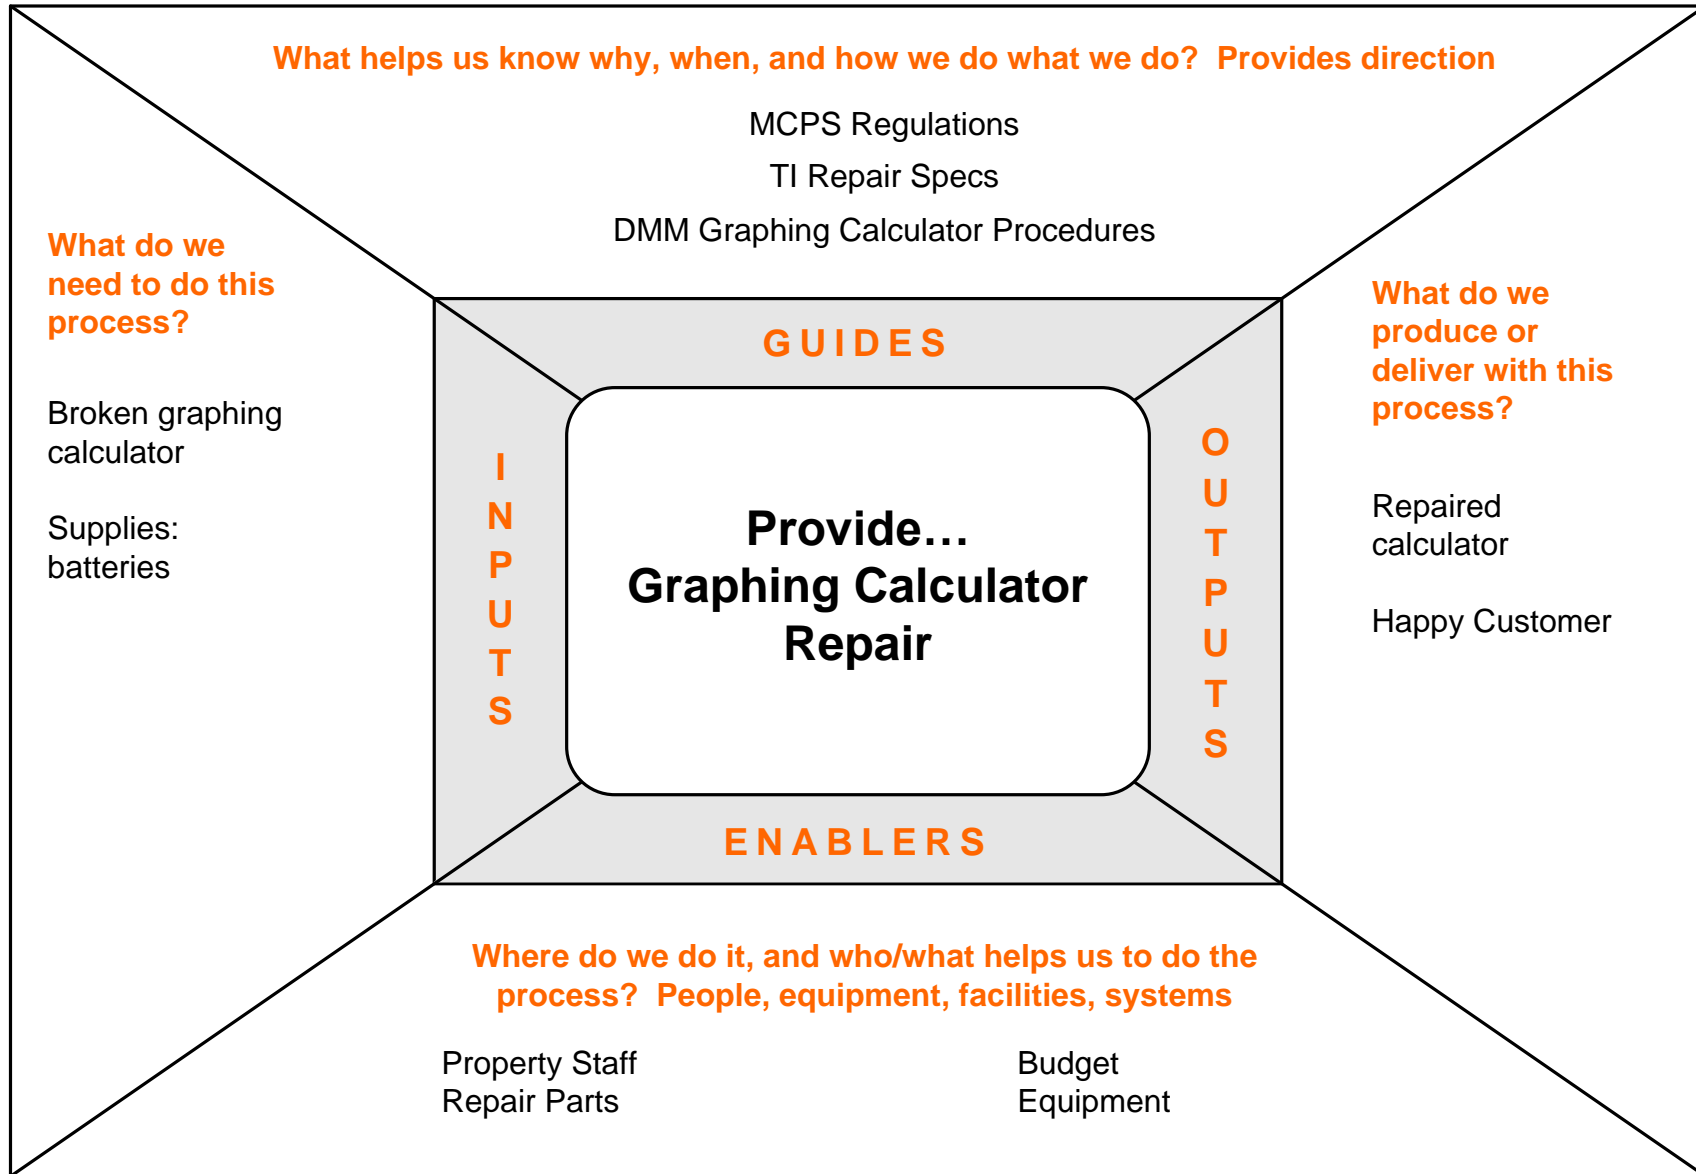 What helps us know why, when, and how we do what we do?  Provides direction
MCPS Regulations
TI Repair Specs
DMM Graphing Calculator Procedures
What do we
need to do this
process?
Broken graphing
calculator
Supplies:
batteries
GUIDES
INPUTS
Provide…
Graphing Calculator
Repair
OUTPUTS
ENABLERS
What do we
produce or
deliver with this
process?
Repaired
calculator
Happy Customer
Where do we do it, and who/what helps us to do the
process?  People, equipment, facilities, systems
Property Staff
Repair Parts
Budget
Equipment